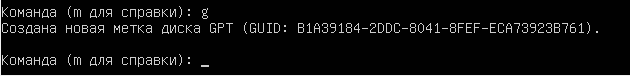 Команда (m для справки): g
Создана новая метка диска GPT (GUID: B1A39184-2DDC-8041-8FEF-ECA73923B761).
Команда (m для справки): _